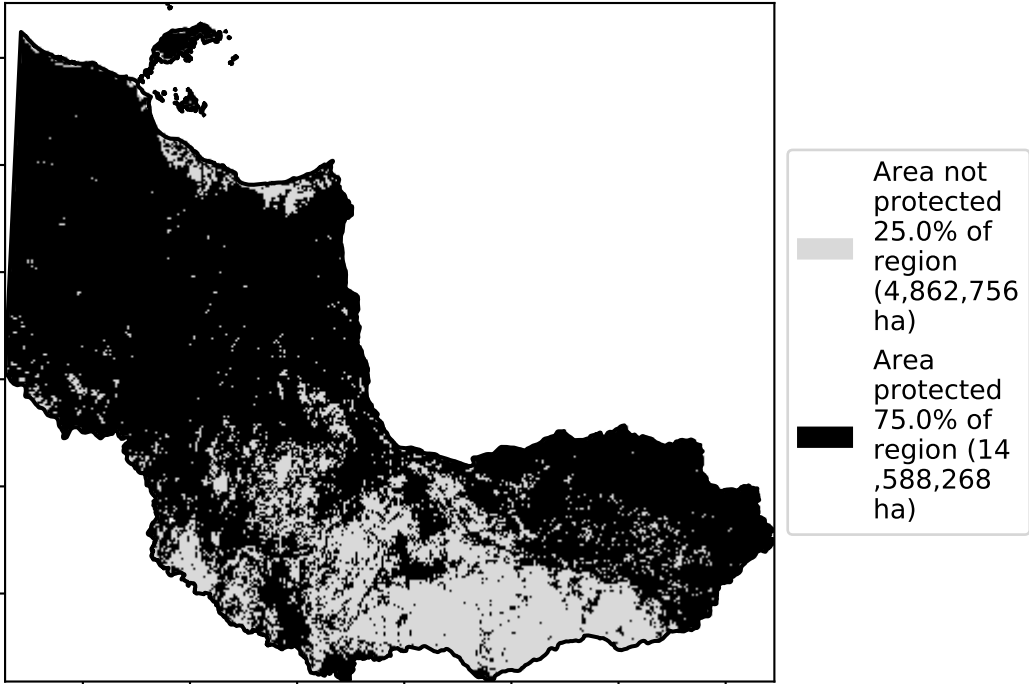 Area not
protected
25.0% of
region
(4,862,756
ha)
Area
protected
75.0% of
region (14
,588,268
ha)